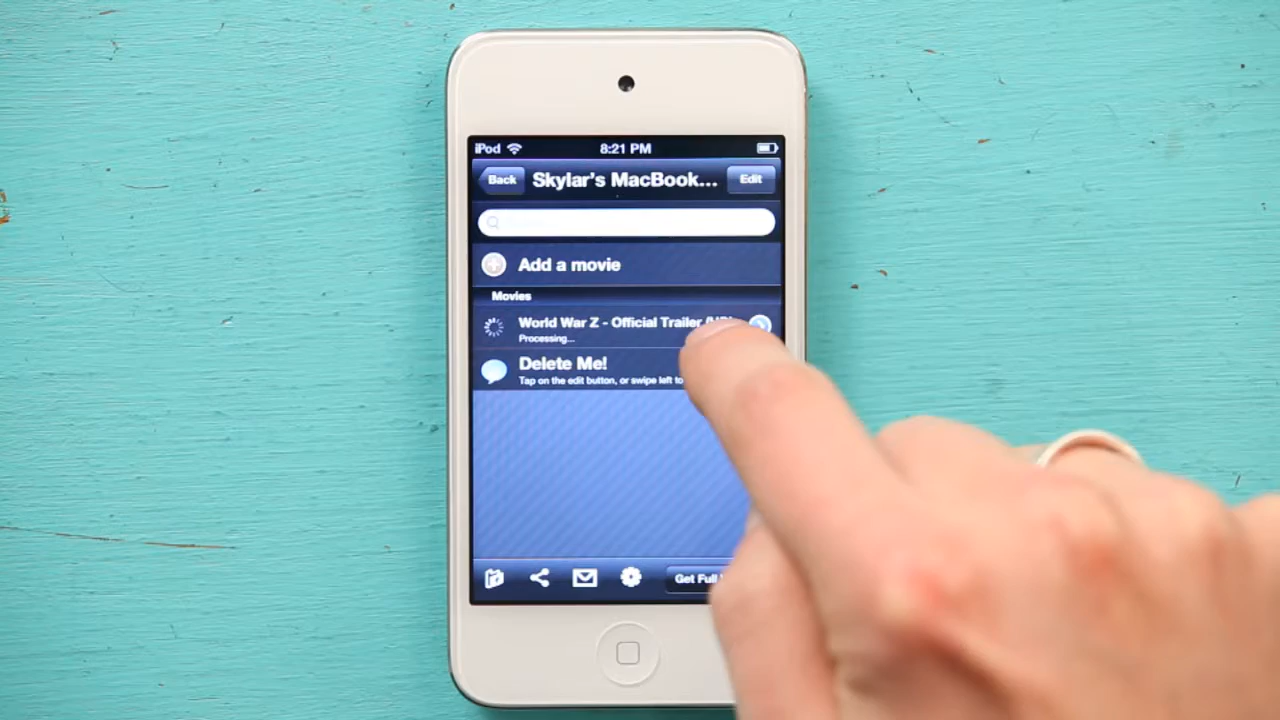 iPod 8:21 PM
Back Skylar's MacBook... Edit
Add a movie
Movies
World War Z - Official Trailer
Processing...
Delete Me!
Tap on the edit button, or swipe left to
Get Full